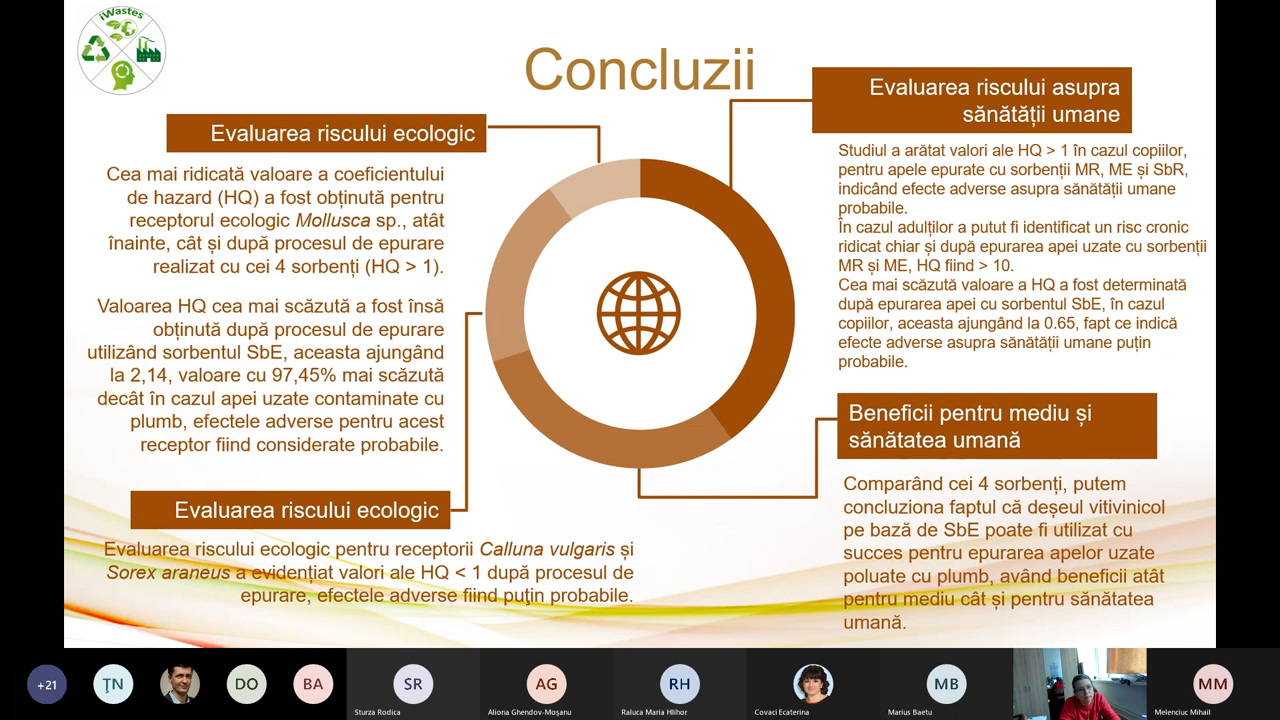 iWastes
Concluzii
Evaluarea riscului ecologic
Cea mai ridicată valoare a coeficientului
de hazard (HQ) a fost obținută pentru
receptorul ecologic Mollusca sp., atât
înainte, cât și după procesul de epurare
realizat cu cei 4 sorbenți (HQ > 1).
Valoarea HQ cea mai scăzută a fost însă
obținută după procesul de epurare
utilizând sorbentul SbE, aceasta ajungând
la 2,14, valoare cu 97,45% mai scăzută
decât în cazul apei uzate contaminate cu
plumb, efectele adverse pentru acest
receptor fiind considerate probabile.
Evaluarea riscului ecologic
Evaluarea riscului ecologic pentru receptorii Calluna vulgaris și
Sorex araneus a evidențiat valori ale HQ < 1 după procesul de
epurare, efectele adverse fiind puţin probabile.
Evaluarea riscului asupra
sănătății umane
Studiul a arătat valori ale HQ > 1 în cazul copiilor,
pentru apele epurate cu sorbenții MR, ME și SbR,
indicând efecte adverse asupra sănătății umane
probabile.
În cazul adulților a putut fi identificat un risc cronic
ridicat chiar și după epurarea apei uzate cu sorbenții
MR și ME, HQ fiind > 10.
Cea mai scăzută valoare a HQ a fost determinată
după epurarea apei cu sorbentul SbE, în cazul
copiilor, aceasta ajungând la 0.65, fapt ce indică
efecte adverse asupra sănătății umane puțin
probabile.
Beneficii pentru mediu și
sănătatea umană
Comparând cei 4 sorbenți, putem
concluziona faptul că deșeul vitivinicol
pe bază de SbE poate fi utilizat cu
succes pentru epurarea apelor uzate
poluate cu plumb, având beneficii atât
pentru mediu cât și pentru sănătatea
umană.
+21
ŢN
DO
BA
SR
AG
RH
MB
MM
Sturza Rodica
Aliona Ghendov-Moșanu
Raluca Maria Hlihor
Covaci Ecaterina
Marius Baetu
Melenciuc Mihail